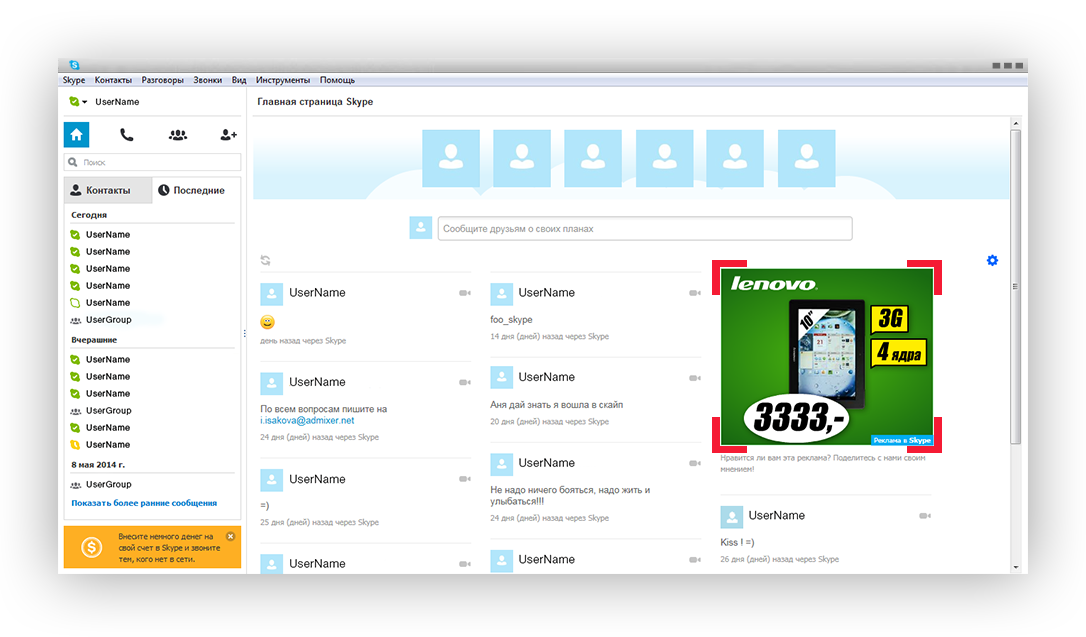 S
Skype Контакты Разговоры Звонки Вид Инструменты Помощь
UserName
Главная страница Skype
Поиск
Контакты
Последние
Сегодня
UserName
UserName
UserName
UserName
UserName
UserGroup
Вчерашние
UserName
UserName
UserName
UserGroup
UserName
UserName
8 мая 2014 г.
UserGroup
Показать более ранние сообщения
$
Внесите немного денег на
свой счет в Skype и звоните
тем, кого нет в сети.
Сообщите друзьям о своих планах
UserName
день назад через Skype
UserName
По всем вопросам пишите на
i.isakova@admixer.net
24 дня (дней) назад через Skype
UserName
=)
25 дня (дней) назад через Skype
UserName
UserName
foo_skype
14 дня (дней) назад через Skype
UserName
Аня дай знать я вошла в скайп
20 дня (дней) назад через Skype
UserName
Не надо ничего бояться, надо жить и
улыбаться!!!
24 дня (дней) назад через Skype
UserName
lenovo
10"
21
3G
4 ядра
3333,-
Реклама в Skype
Нравится ли вам эта реклама? Поделитесь с нами своим
мнением!
UserName
Kiss ! =)
26 дня (дней) назад через Skype